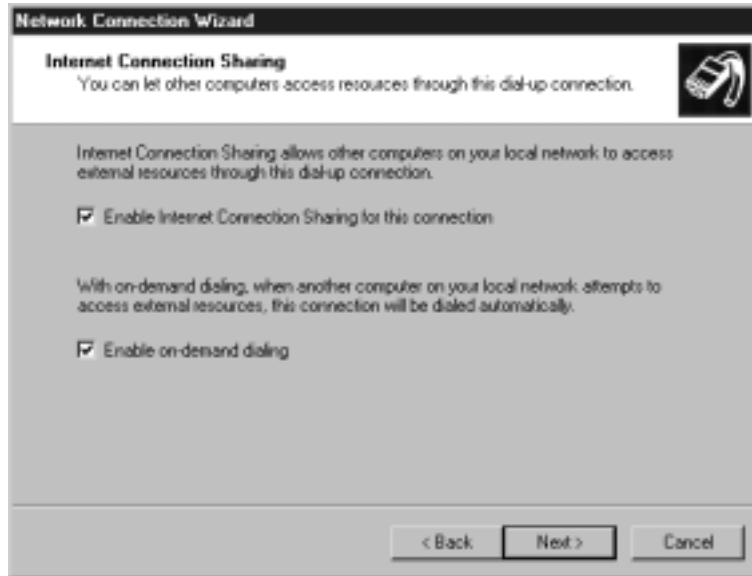 Network Connection Wizard
Internet Connection Sharing
You can let other computers access resources through this dial-up connection.
Internet Connection Sharing allows other computers on your local network to access
external resources through this dial-up connection.
Enable Internet Connection Sharing for this connection
With on-demand dialing, when another computer on your local network attempts to
access external resources, this connection will be dialed automatically.
Enable on-demand dialing
< Back
Next >
Cancel